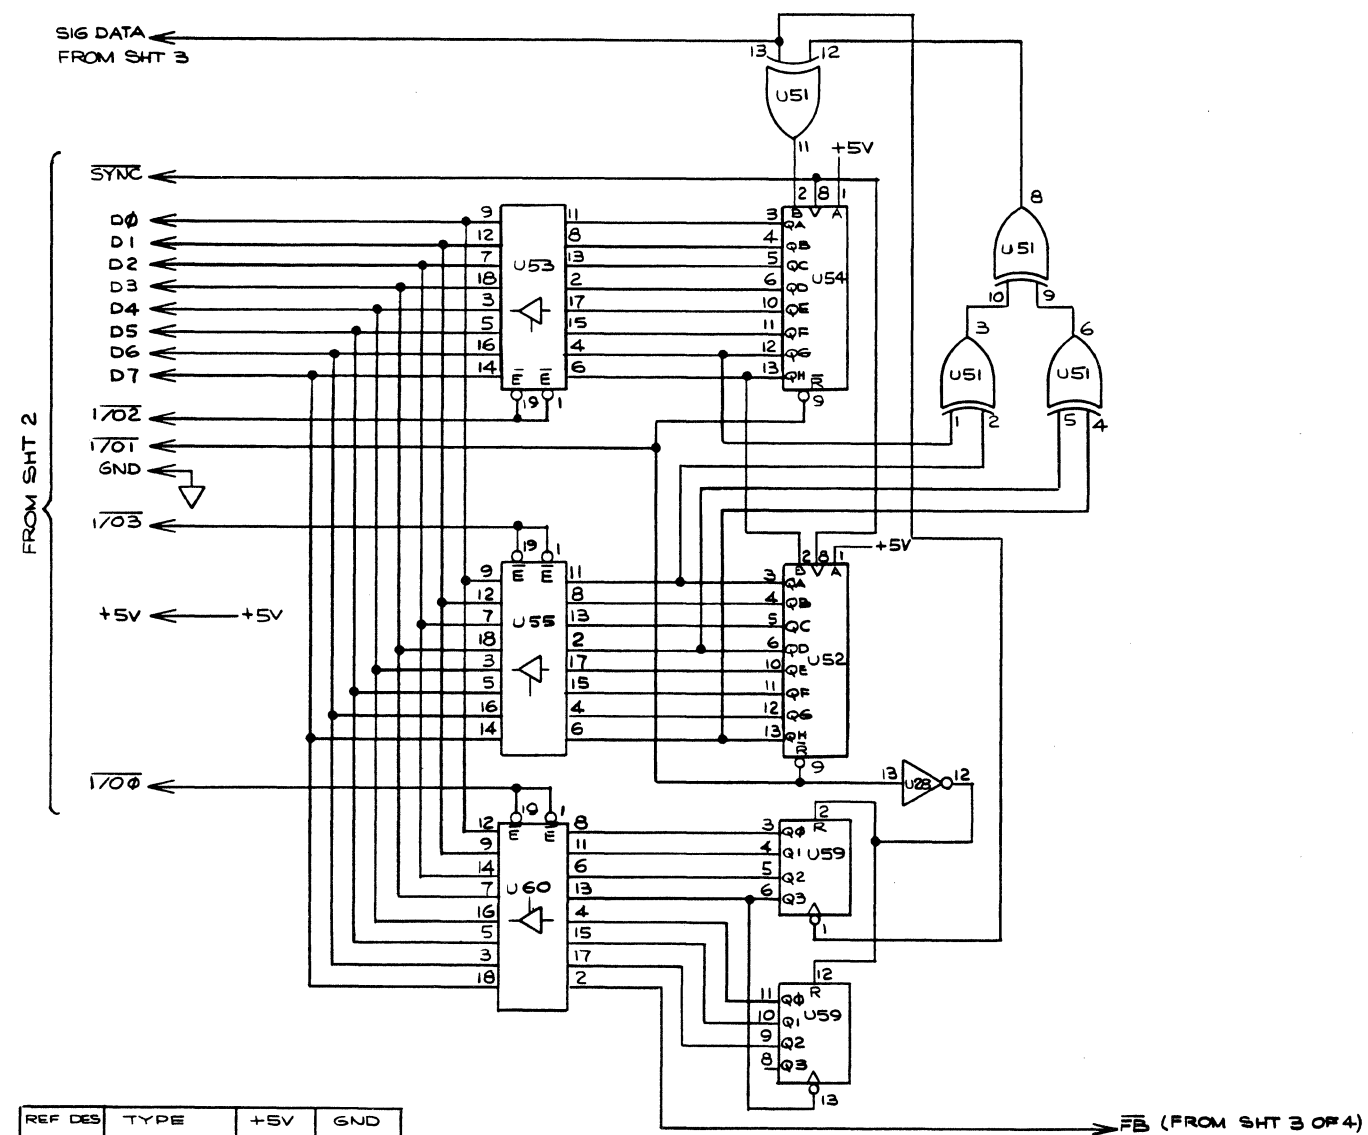 SIG DATA
FROM SHT 3
13 12
U51
11 +5V
FROM SHT 2
SYNC
2 8 1
B A
DØ 9 11 3 QA
D1 12 8 4 QB
D2 7 13 5 QC
U53 U54
D3 18 2 6 QD
D4 3 17 10 QE
D5 5 15 11 QF
D6 16 4 12 QG
D7 14 6 13 QH
E E R
19 1 9
8
U51
10 9
3 6
U51 U51
1 2 5 4
I/O2
I/O1
GND
I/O3
19 1
E E
2 8 1 +5V
B A
9 11 3 QA
12 8 4 QB
7 13 5 QC
U55
18 2 6 QD
U52
3 17 10 QE
5 15 11 QF
16 4 12 QG
14 6 13 QH
R
9
+5V +5V
I/OØ
19 1
E E
13 U28 12
2
R
12 8 3 QØ
9 11 4 Q1 U59
14 6 5 Q2
U60
7 13 6 Q3
16 4
1
5 15
3 17
18 2
12
R
11 QØ
10 Q1 U59
9 Q2
8 Q3
13
REF DES TYPE +5V GND
FB (FROM SHT 3 OF 4)